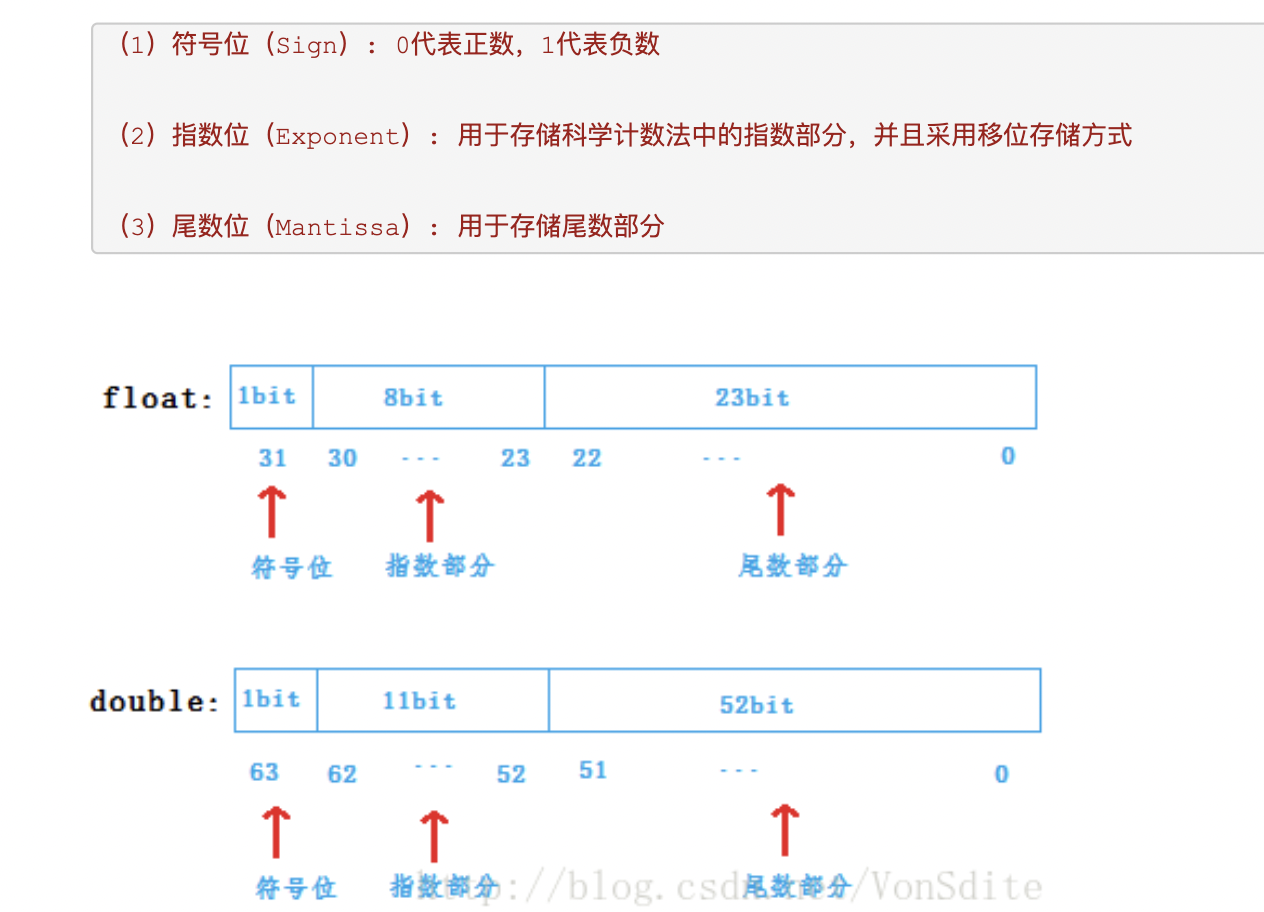 （1）符号位（Sign）: 0代表正数，1代表负数
（2）指数位（Exponent）: 用于存储科学计数法中的指数部分，并且采用移位存储方式
（3）尾数位（Mantissa）: 用于存储尾数部分
float: 1bit 8bit 23bit
31 30 --- 23 22 --- 0
符号位 指数部分 尾数部分
double: 1bit 11bit 52bit
63 62 --- 52 51 --- 0
符号位 指数部分 尾数部分
http://blog.csdn.net/VonSdite